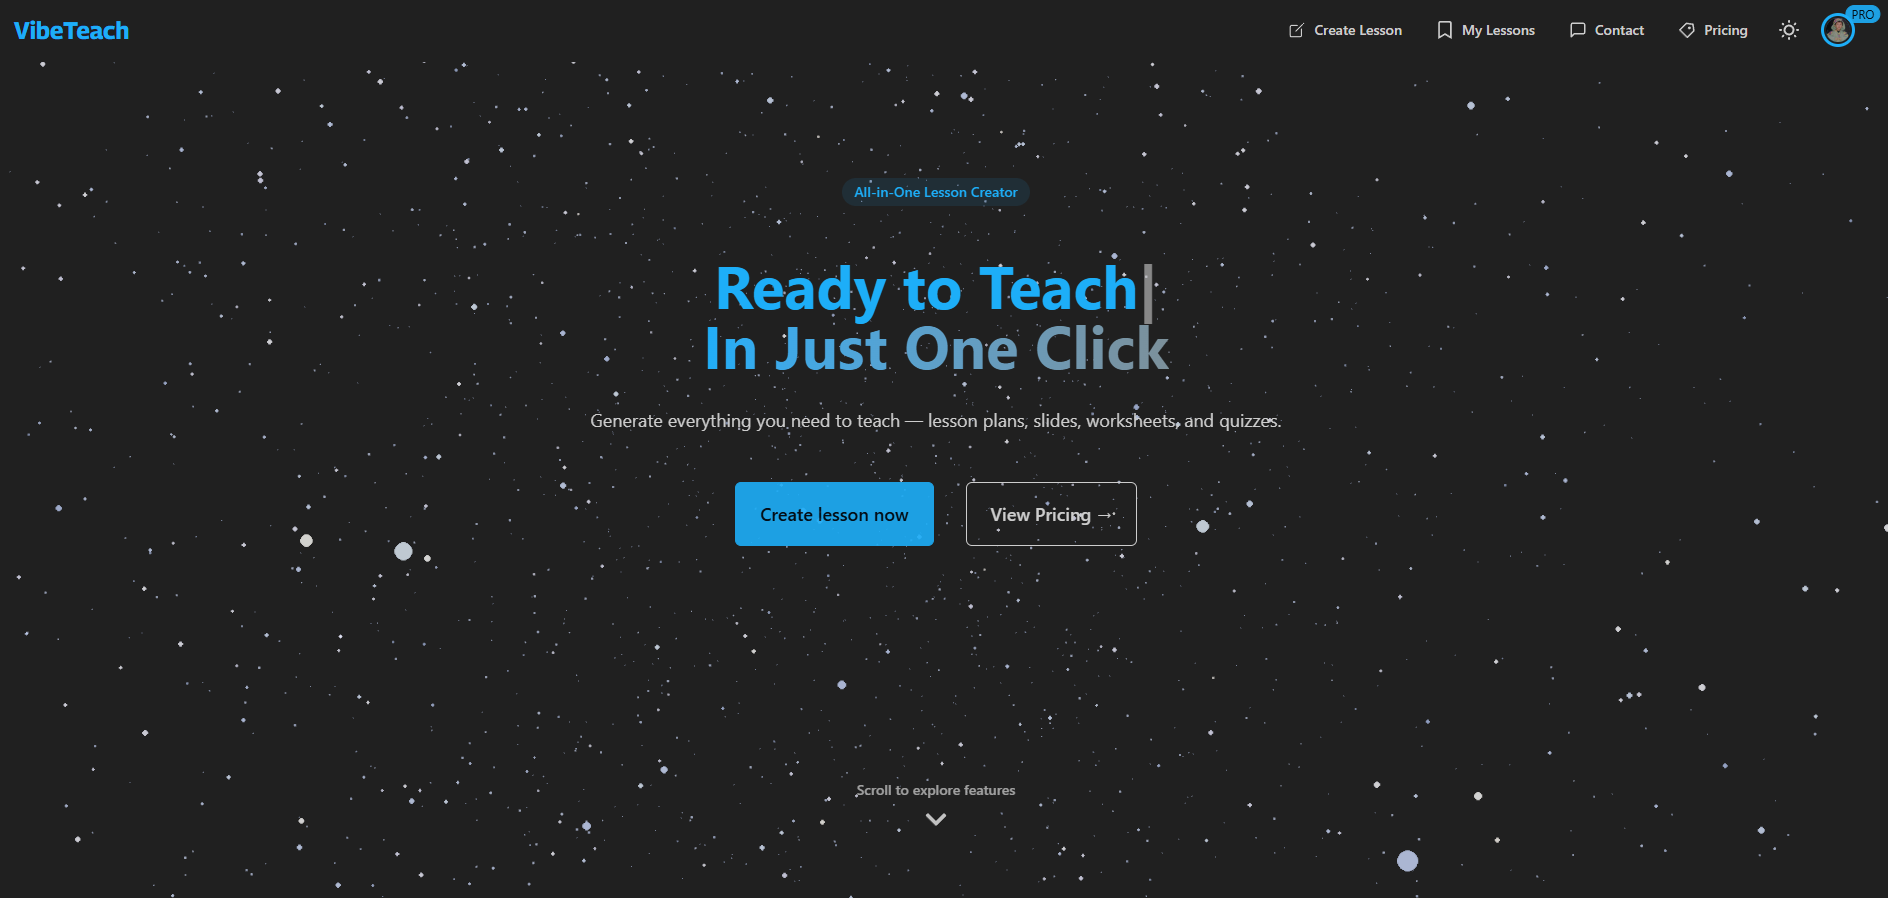 VibeTeach
Create Lesson
My Lessons
Contact
Pricing
PRO
All-in-One Lesson Creator
Ready to Teach|
In Just One Click
Generate everything you need to teach — lesson plans, slides, worksheets, and quizzes.
Create lesson now
View Pricing →
Scroll to explore features